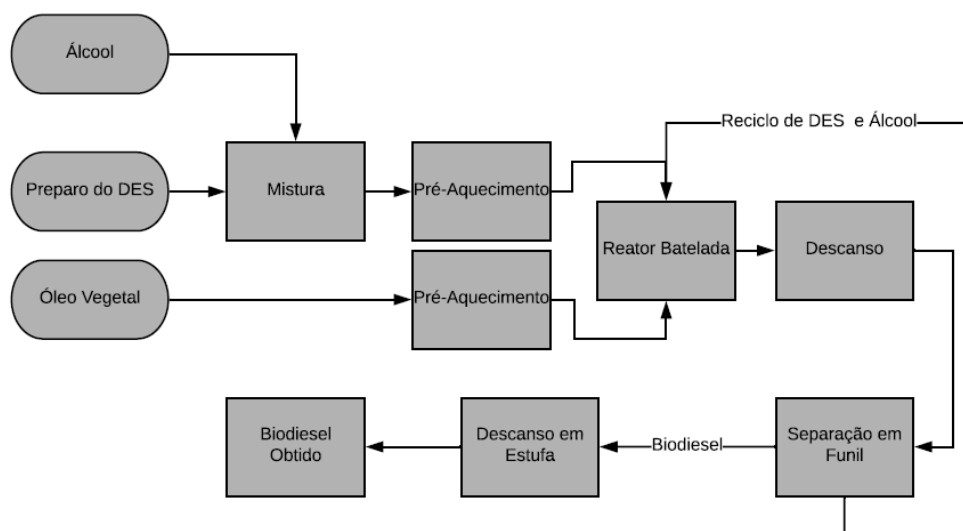 Álcool
Reciclo de DES e Álcool
Preparo do DES
Mistura
Pré-Aquecimento
Reator Batelada
Descanso
Óleo Vegetal
Pré-Aquecimento
Biodiesel
Obtido
Descanso em
Estufa
Biodiesel
Separação em
Funil